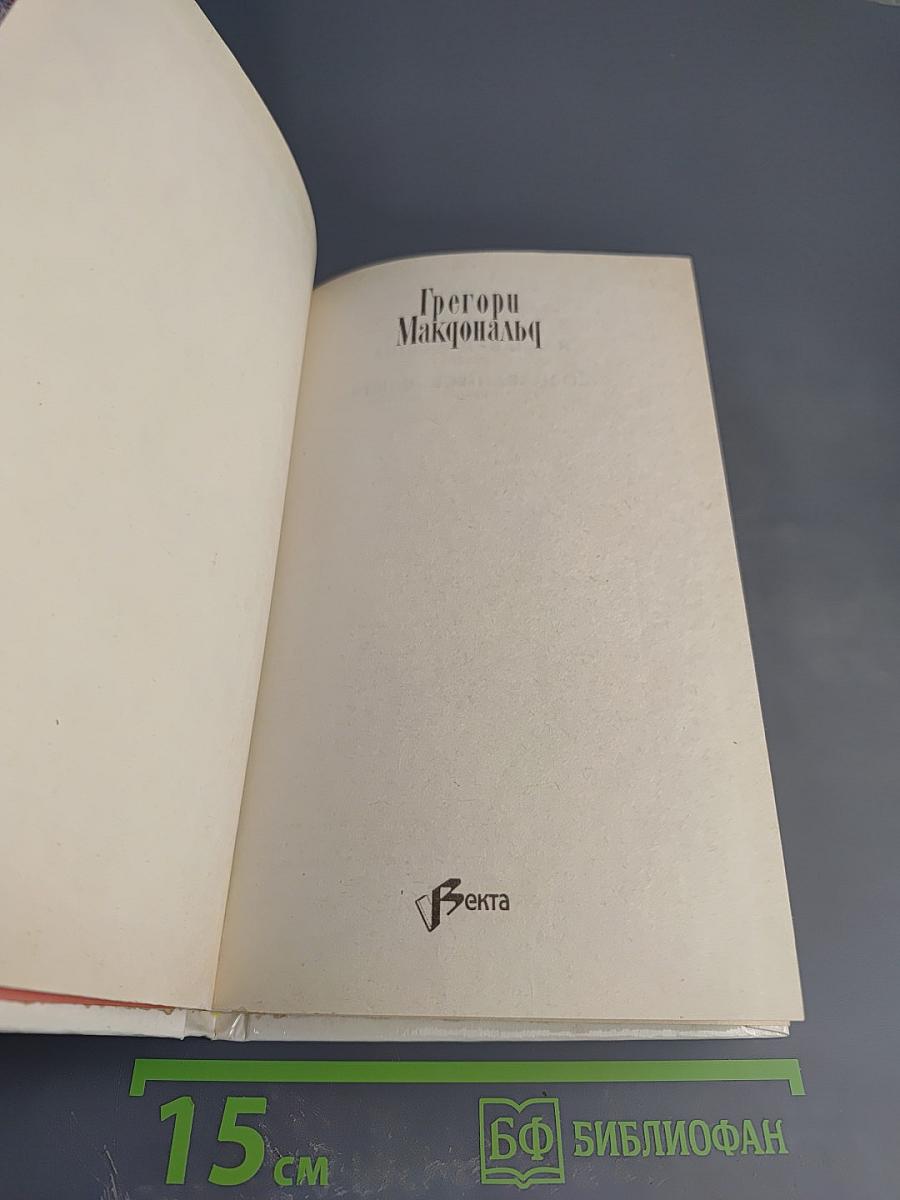 Грегори
Макдональд
Векта
15 см
БФ БИБЛИОФАН